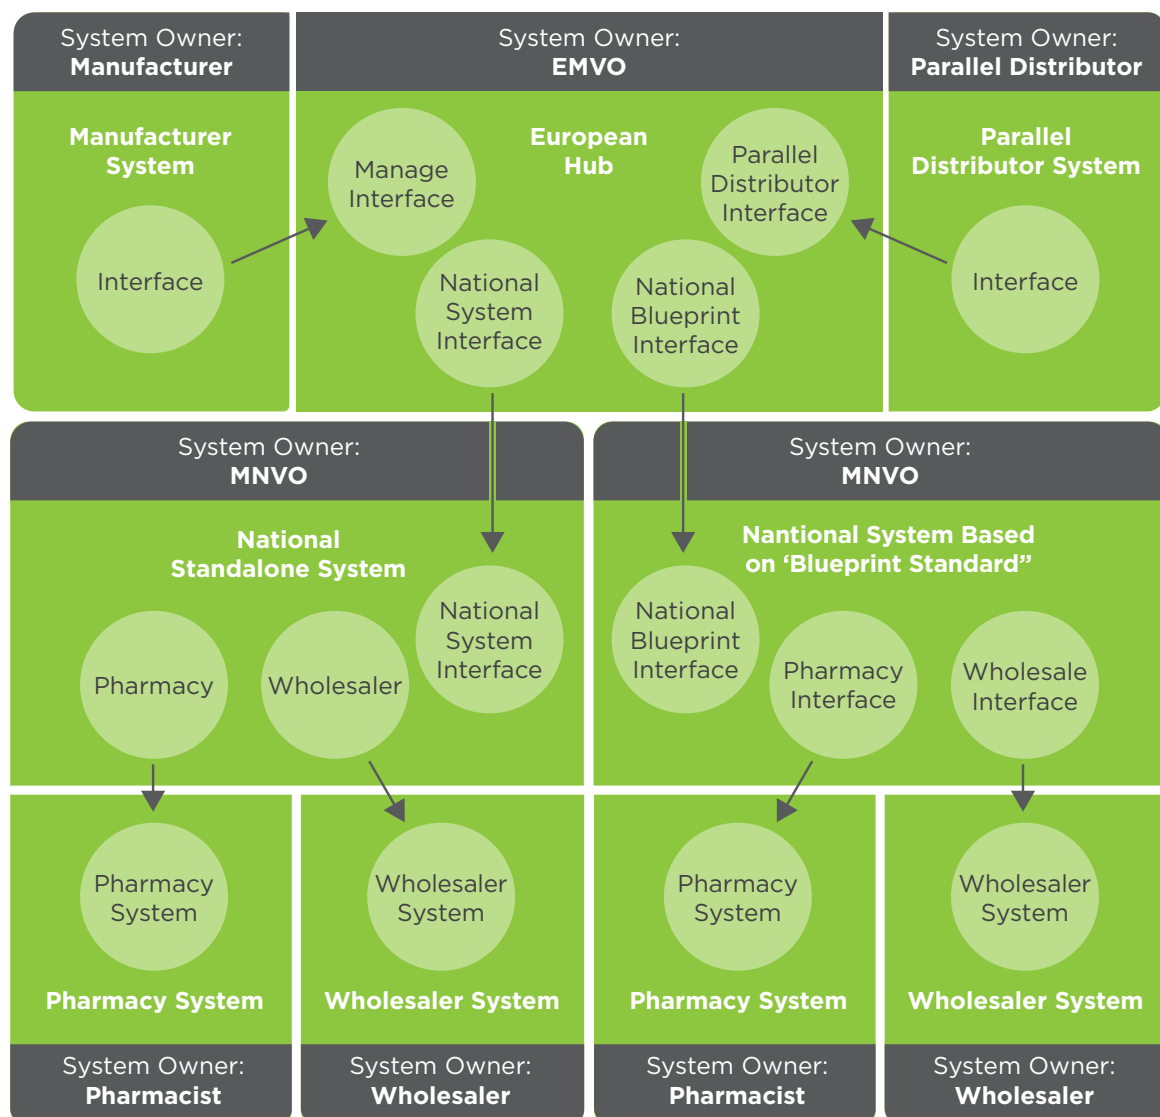 System Owner:
Manufacturer
System Owner:
EMVO
System Owner:
Parallel Distributor
Manufacturer
System
Interface
European
Hub
Manage
Interface
National
System
Interface
National
Blueprint
Interface
Parallel
Distributor
Interface
Parallel
Distributor System
Interface
System Owner:
MNVO
National
Standalone System
Pharmacy
Wholesaler
National
System
Interface
System Owner:
MNVO
Nantional System Based
on ‘Blueprint Standard”
National
Blueprint
Interface
Pharmacy
Interface
Wholesale
Interface
Pharmacy
System
Pharmacy System
System Owner:
Pharmacist
Wholesaler
System
Wholesaler System
System Owner:
Wholesaler
Pharmacy
System
Pharmacy System
System Owner:
Pharmacist
Wholesaler
System
Wholesaler System
System Owner:
Wholesaler